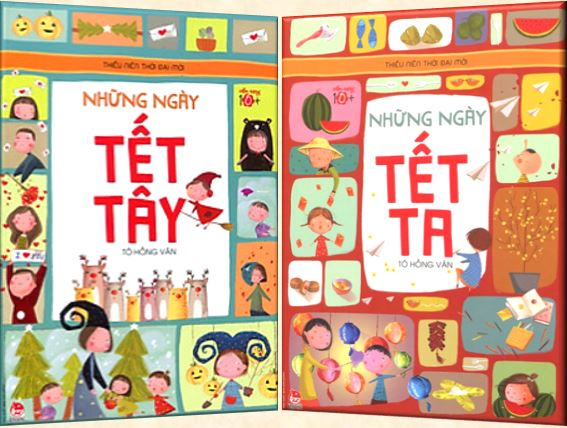 THIẾU NIÊN THỜI ĐẠI MỚI
NHỮNG NGÀY
10+
TẾT
TÂY
TÔ HỒNG VÂN
I ♥ YOU
THIẾU NIÊN THỜI ĐẠI MỚI
10+
NHỮNG NGÀY
TẾT
TA
TÔ HỒNG VÂN